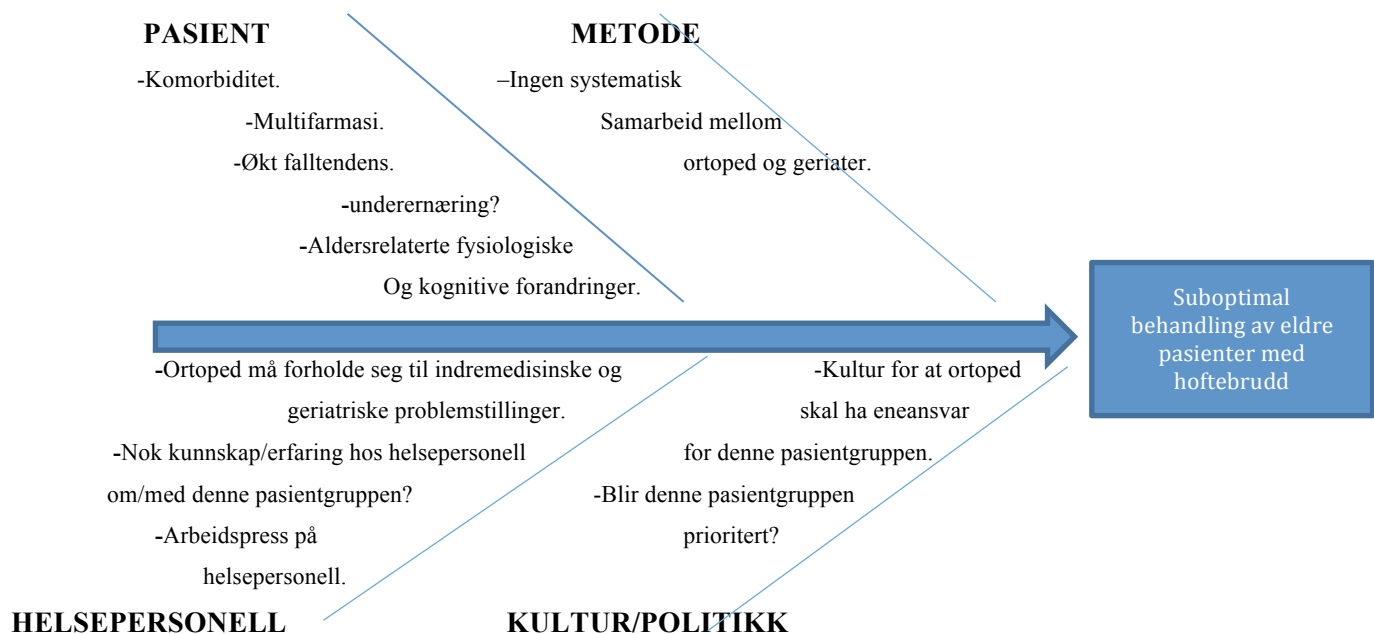 PASIENT
-Komorbiditet.
-Multifarmasi.
-Økt falltendens.
-underernæring?
-Aldersrelaterte fysiologiske
Og kognitive forandringer.
METODE
–Ingen systematisk
Samarbeid mellom
ortoped og geriater.
Suboptimal
behandling av eldre
pasienter med
hoftebrudd
-Ortoped må forholde seg til indremedisinske og
geriatriske problemstillinger.
-Nok kunnskap/erfaring hos helsepersonell
om/med denne pasientgruppen?
-Arbeidspress på
helsepersonell.
HELSEPERSONELL
-Kultur for at ortoped
skal ha eneansvar
for denne pasientgruppen.
-Blir denne pasientgruppen
prioritert?
KULTUR/POLITIKK